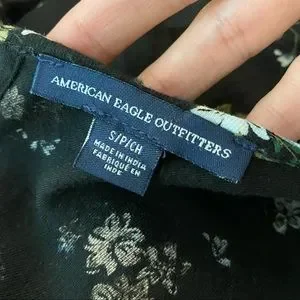 AMERICAN EAGLE OUTFITTERS
S/P/CH
MADE IN INDIA
FABRIQUÉ EN
INDE